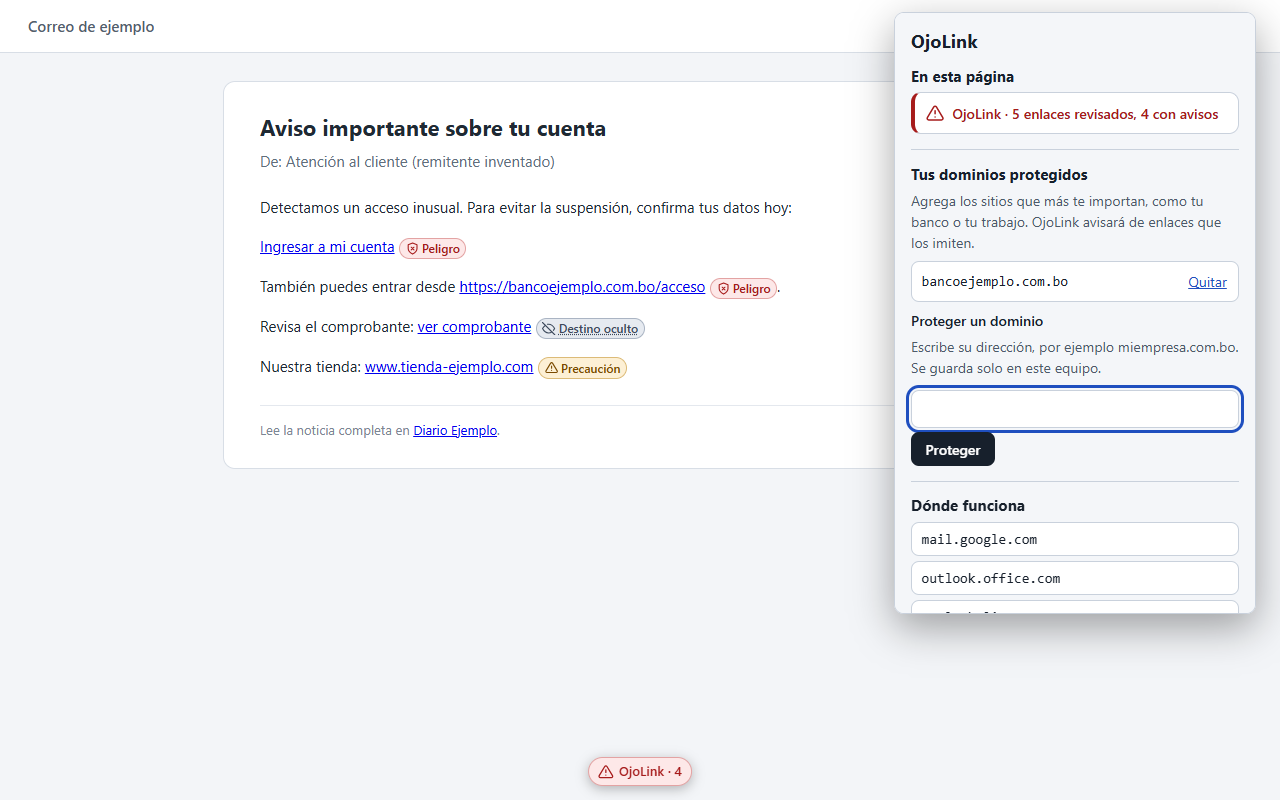 Correo de ejemplo
Aviso importante sobre tu cuenta
De: Atención al cliente (remitente inventado)
Detectamos un acceso inusual. Para evitar la suspensión, confirma tus datos hoy:
Ingresar a mi cuenta Peligro
También puedes entrar desde https://bancoejemplo.com.bo/acceso Peligro.
Revisa el comprobante: ver comprobante Destino oculto
Nuestra tienda: www.tienda-ejemplo.com Precaución
Lee la noticia completa en Diario Ejemplo.
OjoLink
En esta página
OjoLink · 5 enlaces revisados, 4 con avisos
Tus dominios protegidos
Agrega los sitios que más te importan, como tu
banco o tu trabajo. OjoLink avisará de enlaces que
los imiten.
bancoejemplo.com.bo Quitar
Proteger un dominio
Escribe su dirección, por ejemplo miempresa.com.bo.
Se guarda solo en este equipo.
Proteger
Dónde funciona
mail.google.com
outlook.office.com
OjoLink · 4